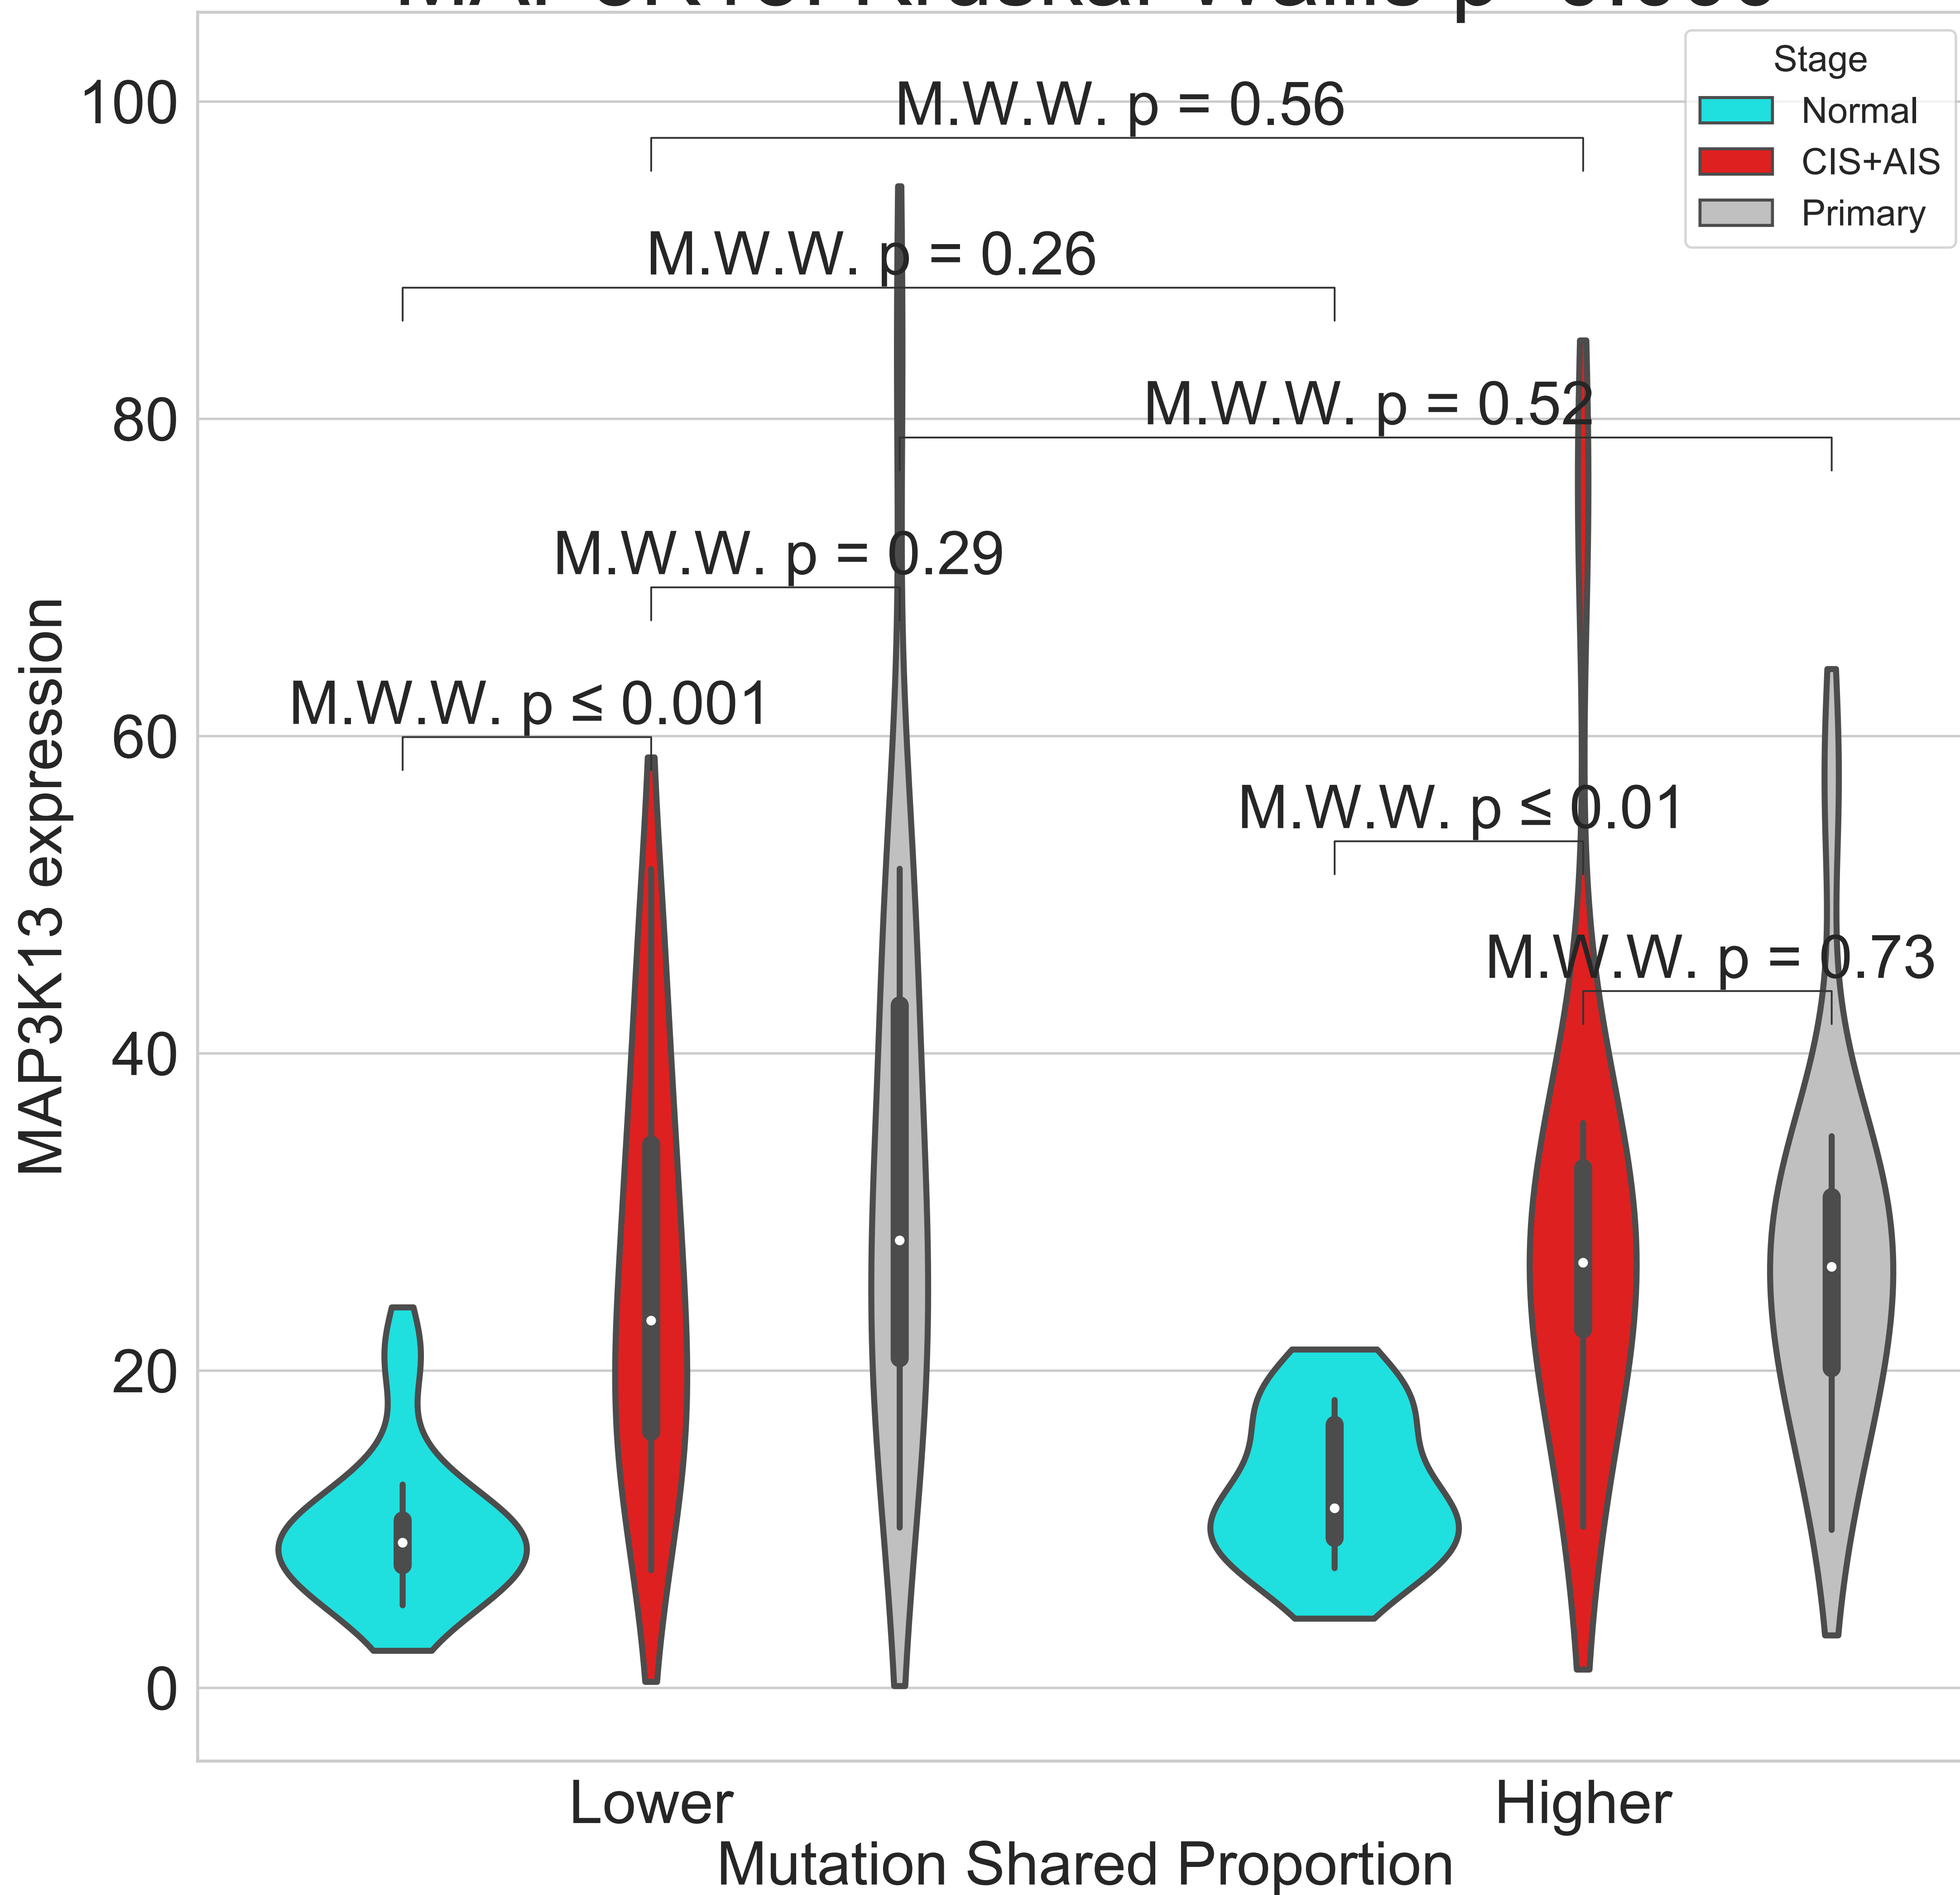 Stage
Normal
CIS+AIS
Primary
100
80
60
40
20
0
MAP3K13 expression
M.W.W. p = 0.56
M.W.W. p = 0.26
M.W.W. p = 0.52
M.W.W. p = 0.29
M.W.W. p ≤ 0.001
M.W.W. p ≤ 0.01
M.W.W. p = 0.73
Lower
Higher
Mutation Shared Proportion